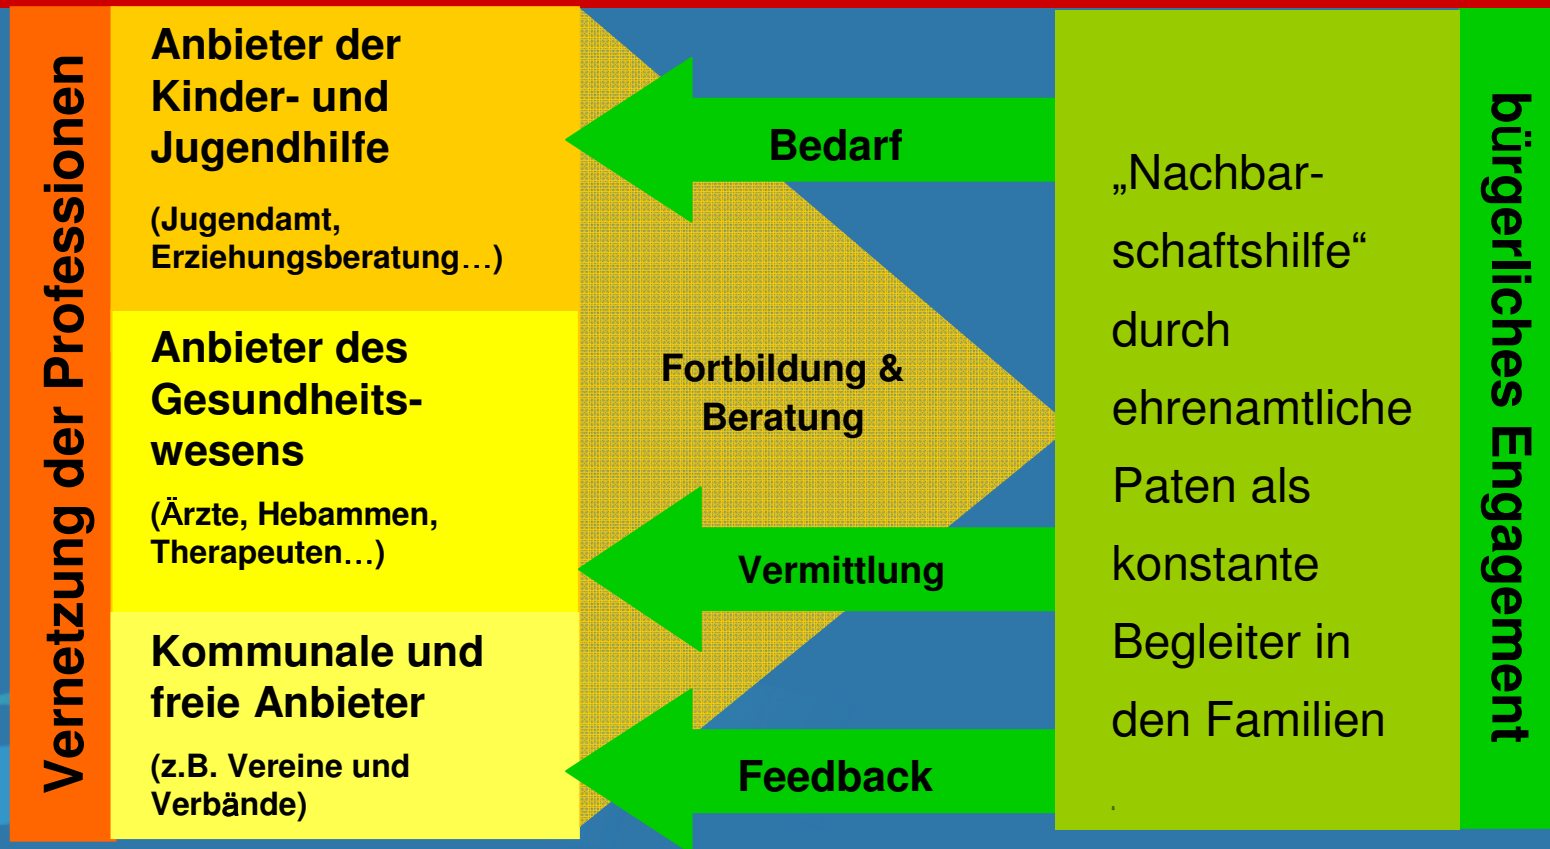 Vernetzung der Professionen
Anbieter der
Kinder- und
Jugendhilfe
(Jugendamt,
Erziehungsberatung…)
Anbieter des
Gesundheits-
wesens
(Ärzte, Hebammen,
Therapeuten…)
Kommunale und
freie Anbieter
(z.B. Vereine und
Verbände)
Bedarf
Fortbildung &
Beratung
Vermittlung
Feedback
„Nachbar-
schaftshilfe“
durch
ehrenamtliche
Paten als
konstante
Begleiter in
den Familien
.
bürgerliches Engagement